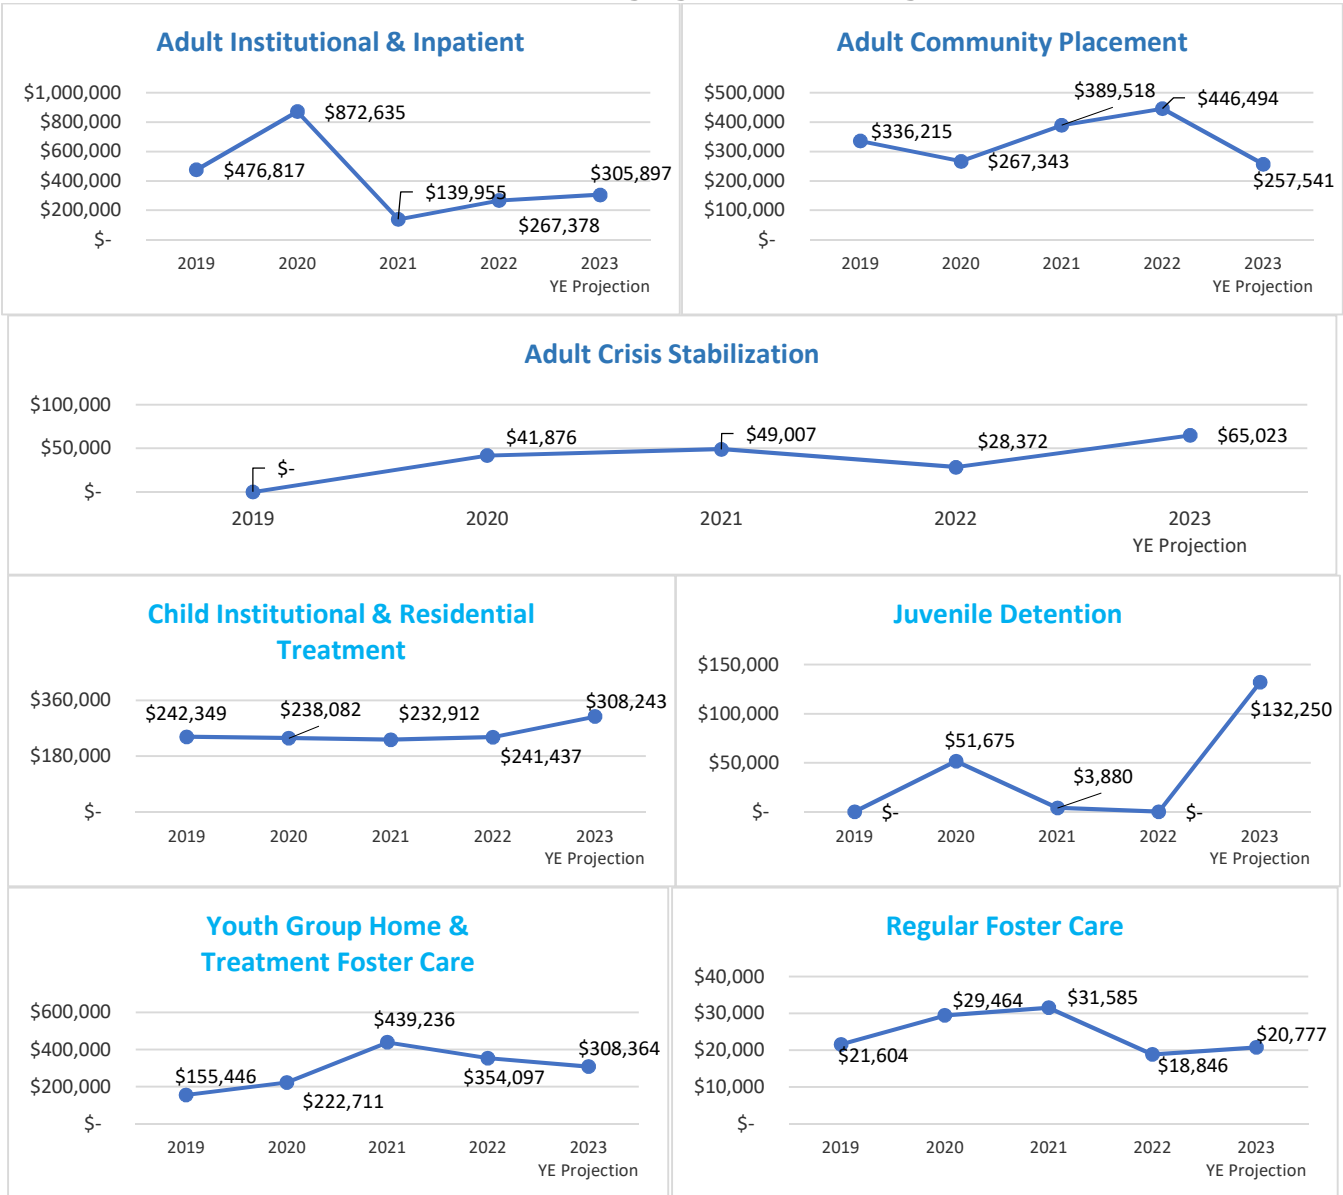 Adult Institutional & Inpatient
$1,000,000
$800,000
$600,000
$400,000
$200,000
$-
$476,817
$872,635
$139,955
$267,378
$305,897
2019 2020 2021 2022 2023
YE Projection
Adult Community Placement
$500,000
$400,000
$300,000
$200,000
$100,000
$-
$336,215
$267,343
$389,518
$446,494
$257,541
2019 2020 2021 2022 2023
YE Projection
Adult Crisis Stabilization
$100,000
$50,000
$-
$-
$41,876
$49,007
$28,372
$65,023
2019 2020 2021 2022 2023
YE Projection
Child Institutional & Residential
Treatment
$360,000
$180,000
$-
$242,349
$238,082
$232,912
$241,437
$308,243
2019 2020 2021 2022 2023
YE Projection
Juvenile Detention
$150,000
$100,000
$50,000
$-
$-
$51,675
$3,880
$-
$132,250
2019 2020 2021 2022 2023
YE Projection
Youth Group Home &
Treatment Foster Care
$600,000
$400,000
$200,000
$-
$155,446
$222,711
$439,236
$354,097
$308,364
2019 2020 2021 2022 2023
YE Projection
Regular Foster Care
$40,000
$30,000
$20,000
$10,000
$-
$21,604
$29,464
$31,585
$18,846
$20,777
2019 2020 2021 2022 2023
YE Projection